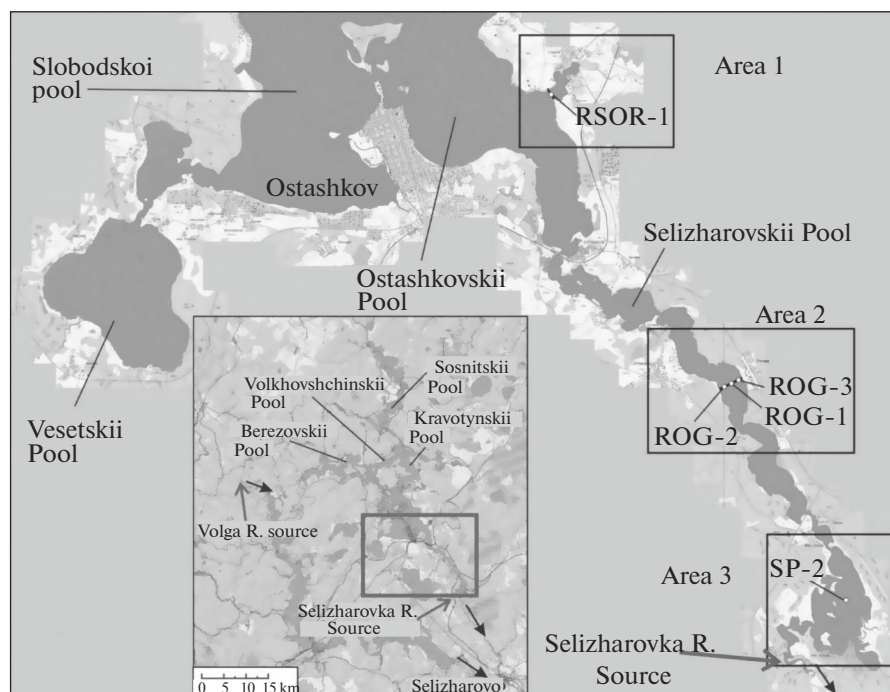 Slobodskoi
pool
Area 1
RSOR-1
Ostashkov
Selizharovskii Pool
Ostashkovskii
Pool
Area 2
Sosnitskii
Pool
Volkhovshchinskii
Pool
Kravotynskii
Pool
Berezovskii
Pool
ROG-3
ROG-1
ROG-2
Vesetskii
Pool
Volga R. source
Area 3
SP-2
Selizharovka R.
Source
Selizharovka R.
Source
Selizharovo
0 5 10 15 km